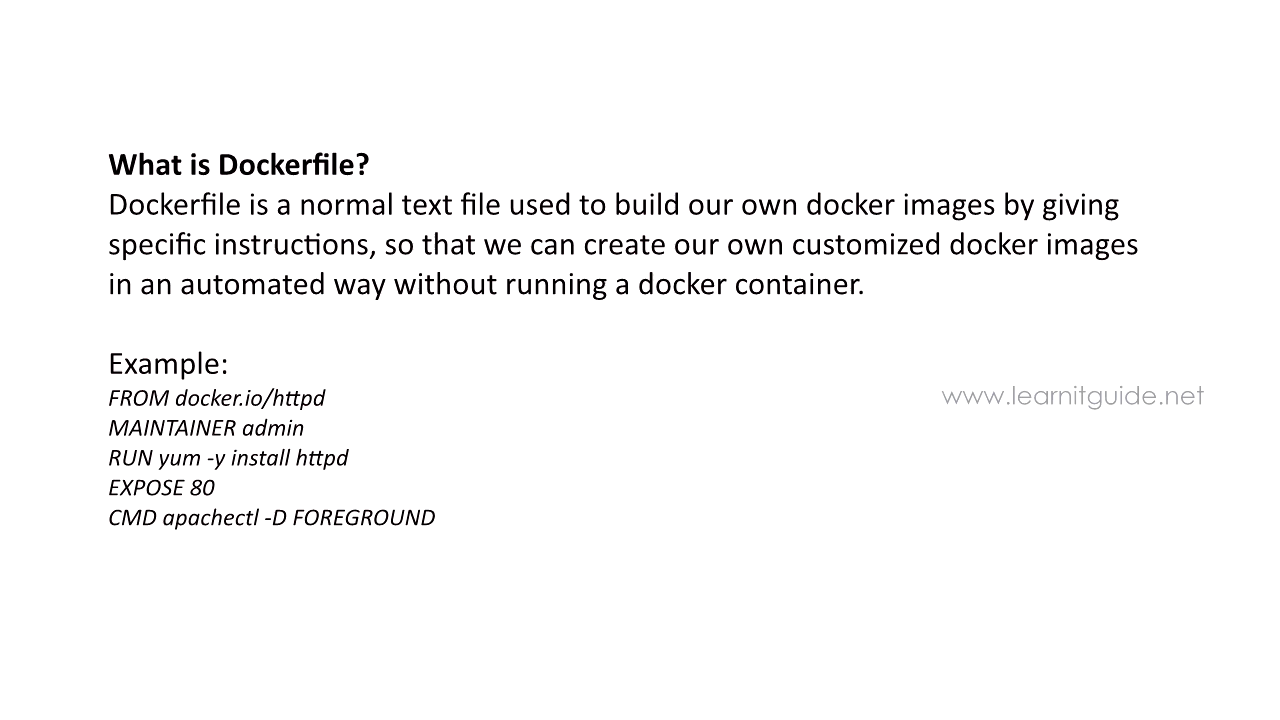 What is Dockerfile?
Dockerfile is a normal text file used to build our own docker images by giving
specific instructions, so that we can create our own customized docker images
in an automated way without running a docker container.
Example:
FROM docker.io/httpd
www.learnitguide.net
MAINTAINER admin
RUN yum -y install httpd
EXPOSE 80
CMD apachectl -D FOREGROUND